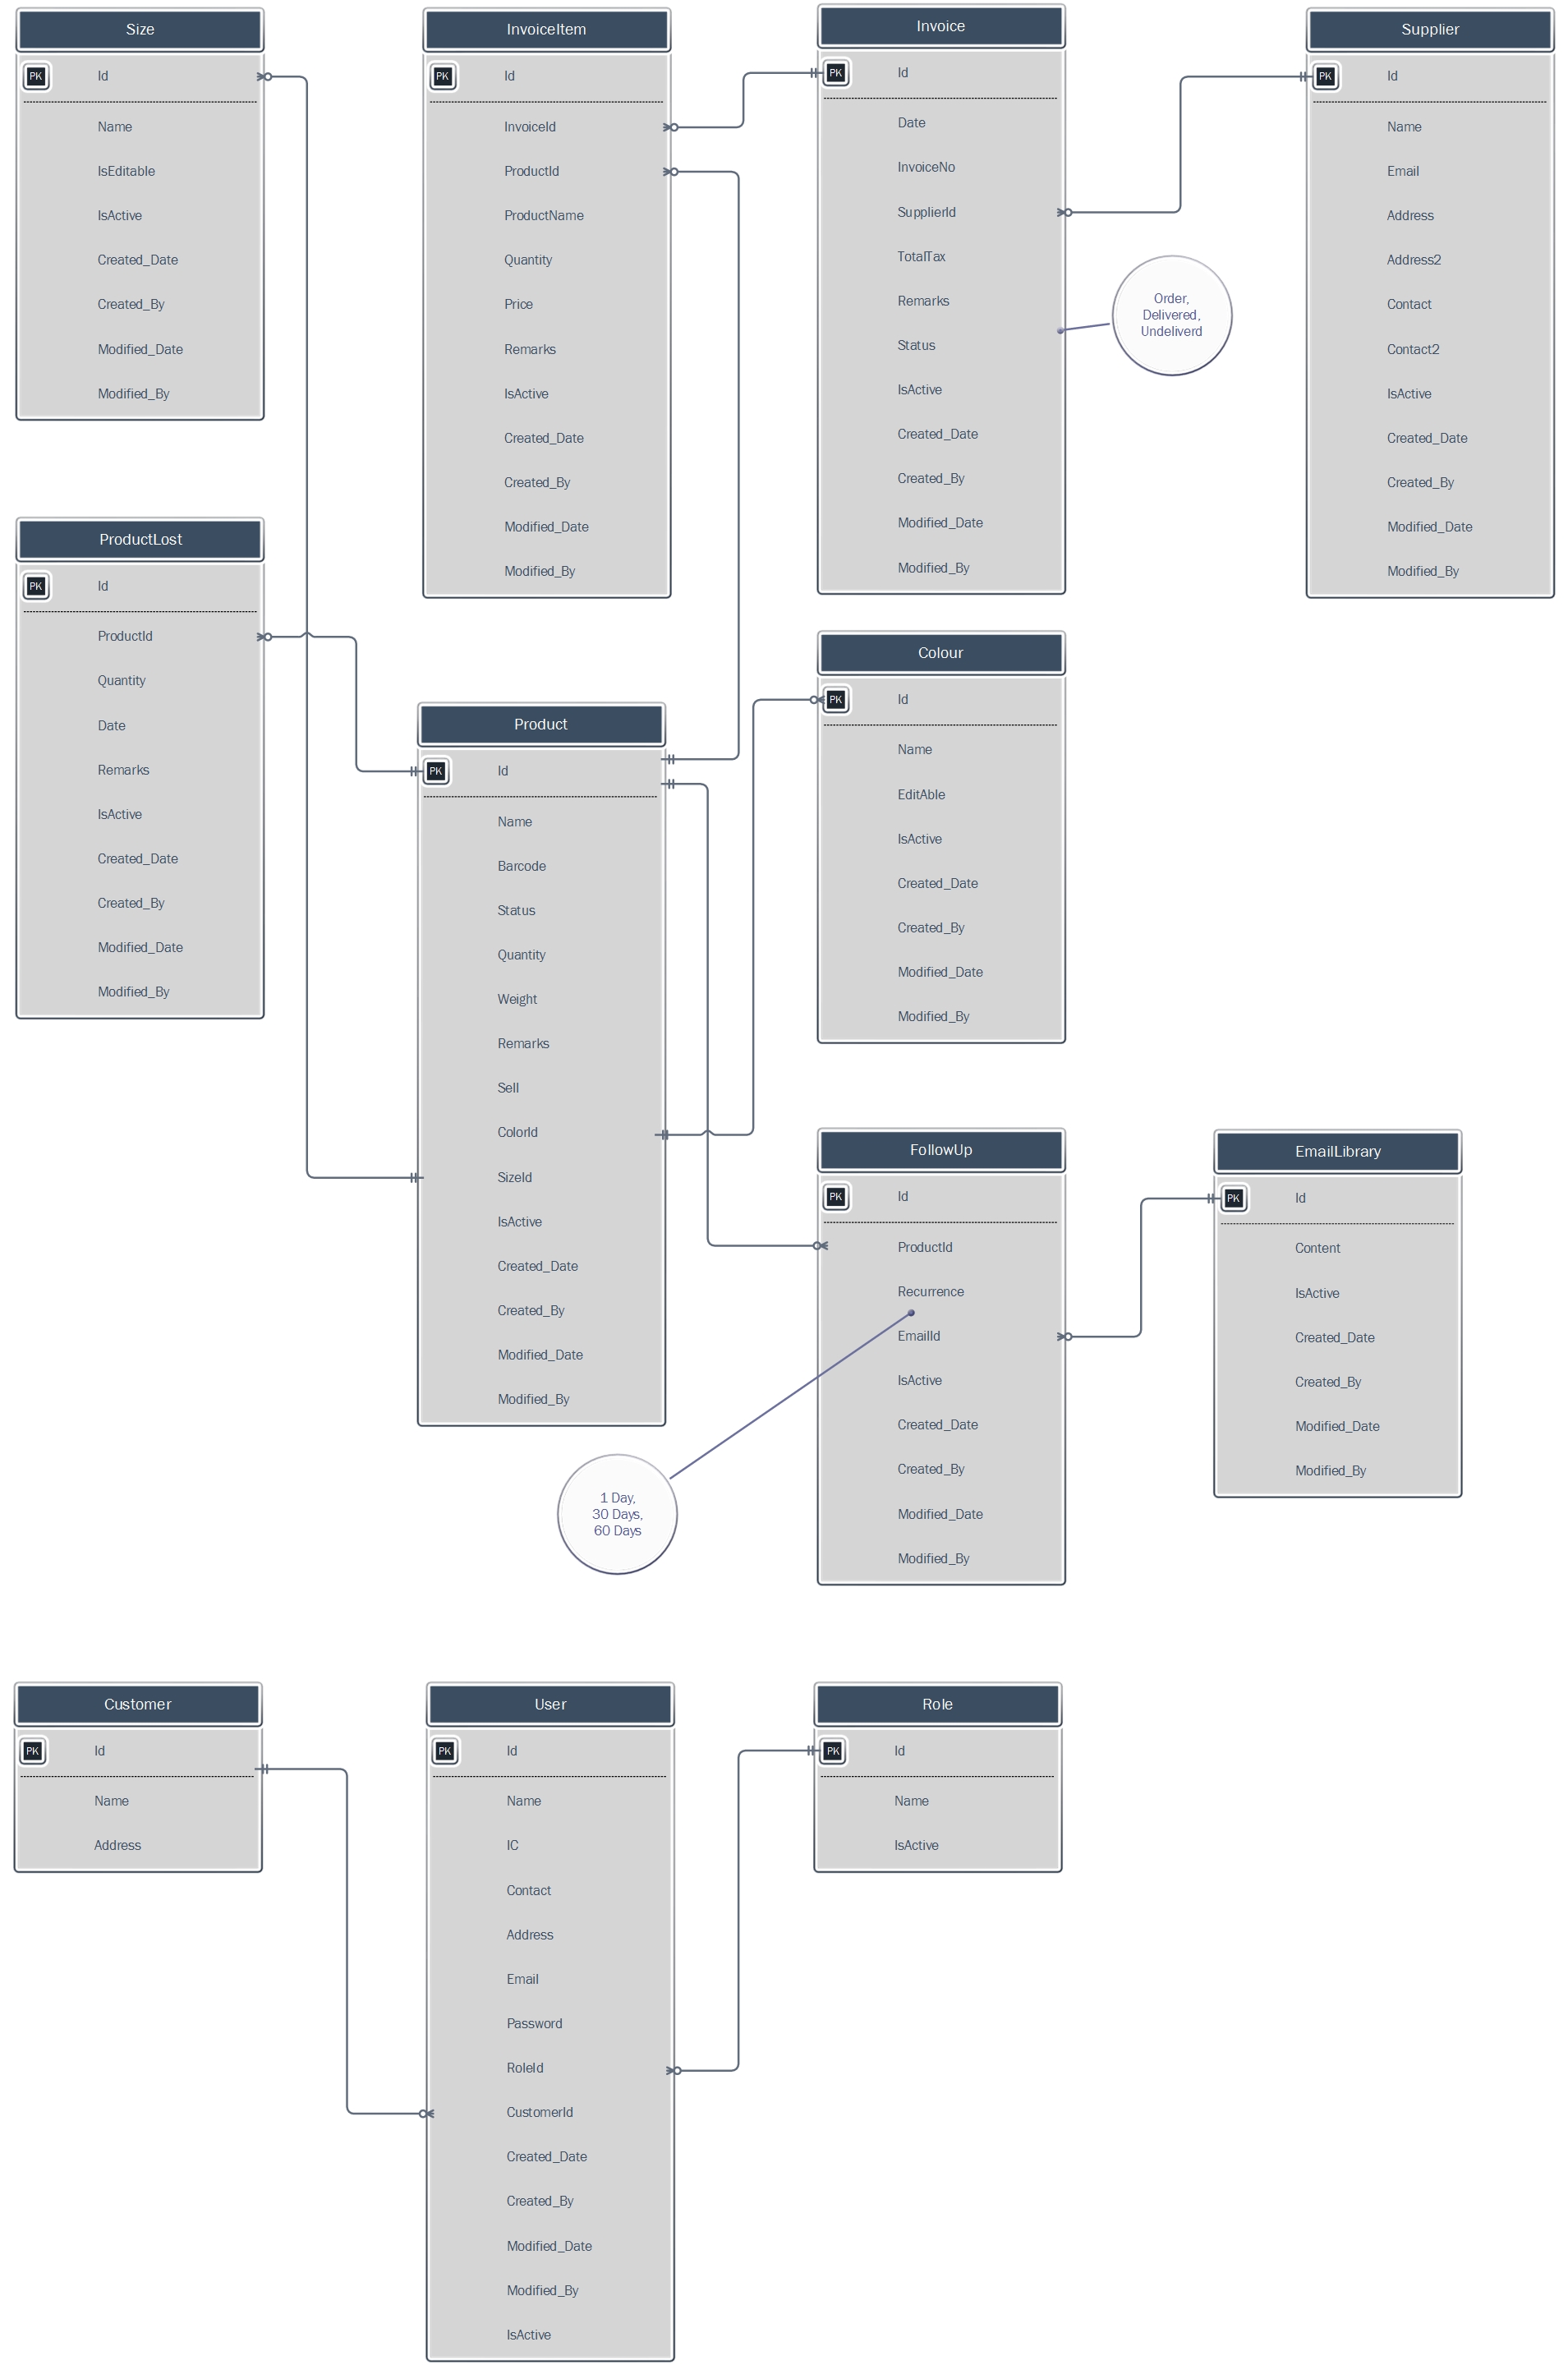 Size
PK
Id
Name
IsEditable
IsActive
Created_Date
Created_By
Modified_Date
Modified_By
InvoiceItem
PK
Id
InvoiceId
ProductId
ProductName
Quantity
Price
Remarks
IsActive
Created_Date
Created_By
Modified_Date
Modified_By
Invoice
PK
Id
Date
InvoiceNo
SupplierId
TotalTax
Remarks
Status
IsActive
Created_Date
Created_By
Modified_Date
Modified_By
Order,
Delivered,
Undeliverd
Supplier
PK
Id
Name
Email
Address
Address2
Contact
Contact2
IsActive
Created_Date
Created_By
Modified_Date
Modified_By
ProductLost
PK
Id
ProductId
Quantity
Date
Remarks
IsActive
Created_Date
Created_By
Modified_Date
Modified_By
Product
PK
Id
Name
Barcode
Status
Quantity
Weight
Remarks
Sell
ColorId
SizeId
IsActive
Created_Date
Created_By
Modified_Date
Modified_By
Colour
PK
Id
Name
EditAble
IsActive
Created_Date
Created_By
Modified_Date
Modified_By
FollowUp
PK
Id
ProductId
Recurrence
EmailId
IsActive
Created_Date
Created_By
Modified_Date
Modified_By
1 Day,
30 Days,
60 Days
EmailLibrary
PK
Id
Content
IsActive
Created_Date
Created_By
Modified_Date
Modified_By
Customer
PK
Id
Name
Address
User
PK
Id
Name
IC
Contact
Address
Email
Password
RoleId
CustomerId
Created_Date
Created_By
Modified_Date
Modified_By
IsActive
Role
PK
Id
Name
IsActive